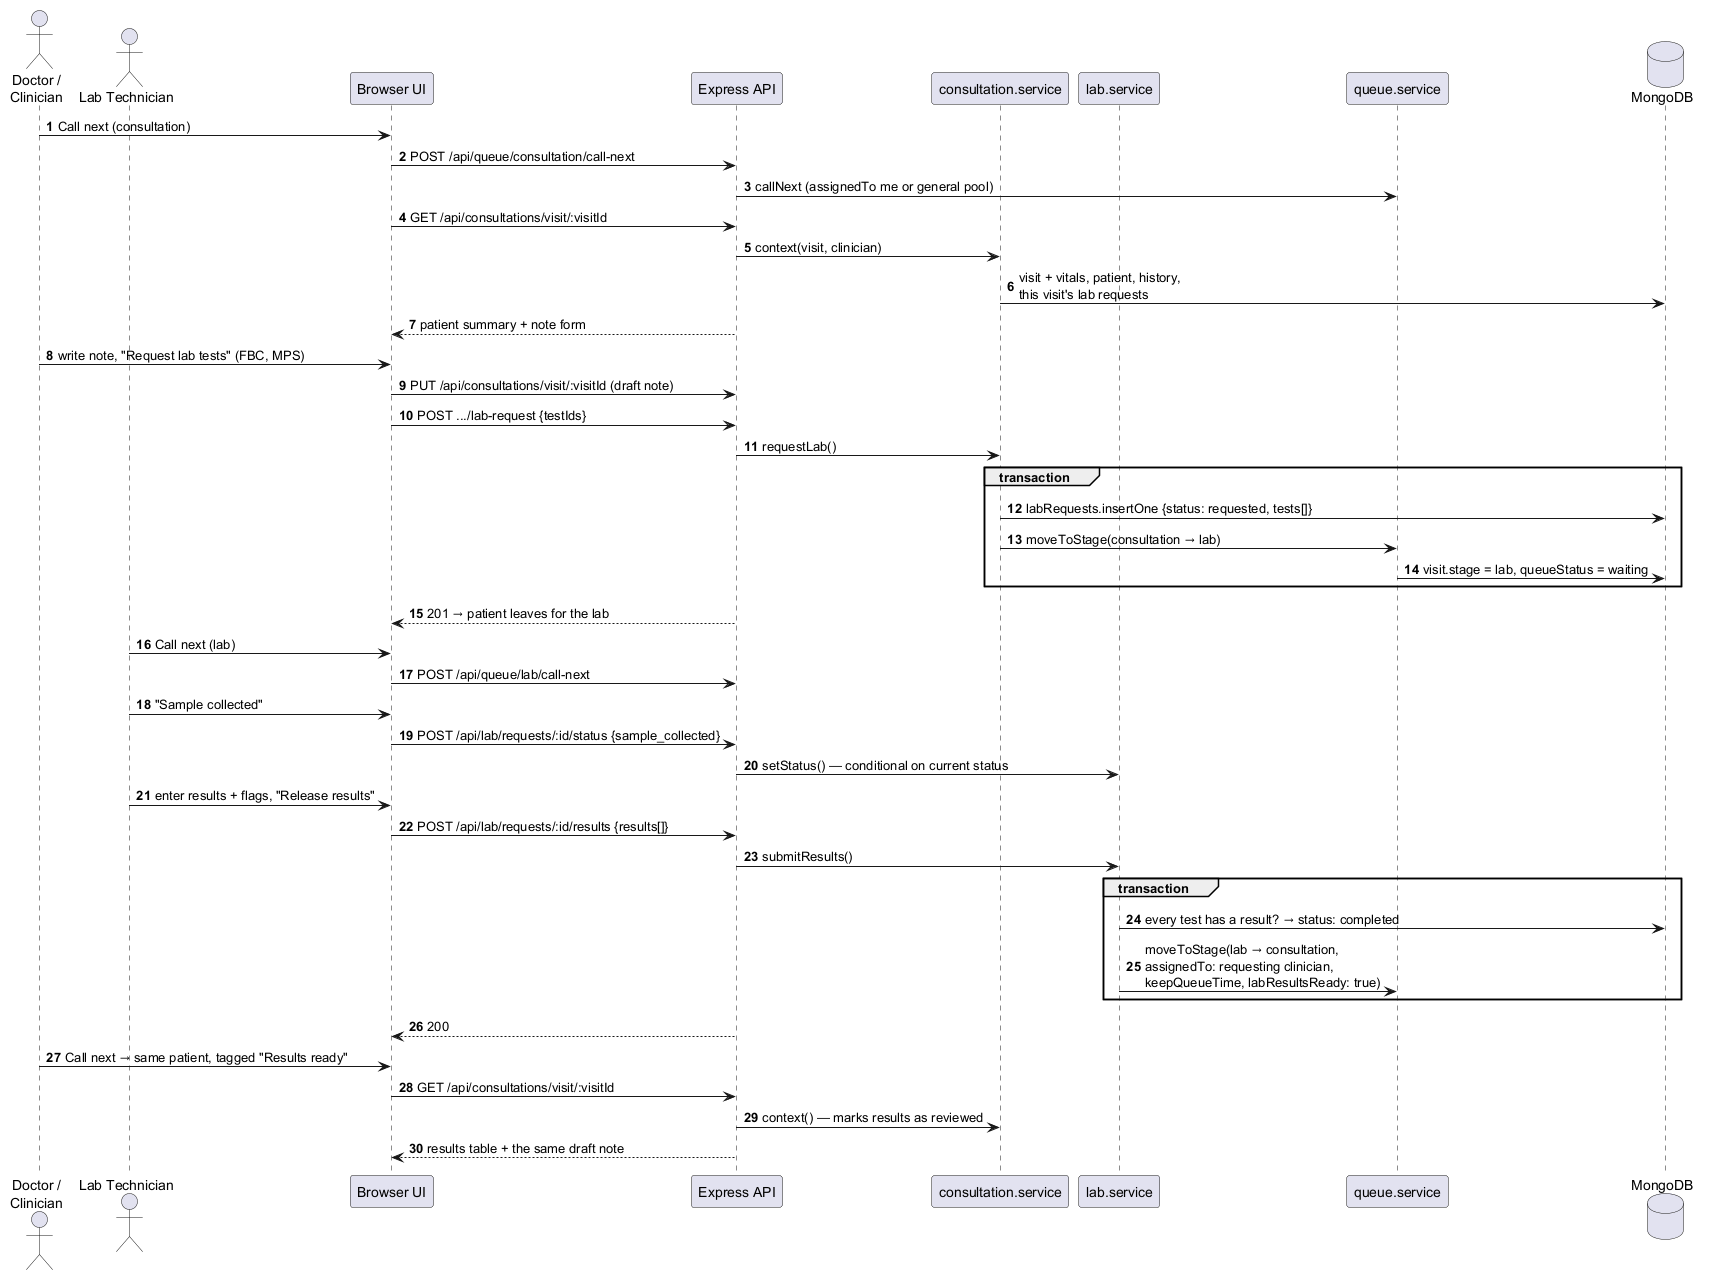 Doctor /
Clinician
Lab Technician
Browser UI
Express API
consultation.service
lab.service
queue.service
MongoDB
1 Call next (consultation)
2 POST /api/queue/consultation/call-next
3 callNext (assignedTo me or general pool)
4 GET /api/consultations/visit/:visitId
5 context(visit, clinician)
6 visit + vitals, patient, history,
this visit's lab requests
7 patient summary + note form
8 write note, "Request lab tests" (FBC, MPS)
9 PUT /api/consultations/visit/:visitId (draft note)
10 POST .../lab-request {testIds}
11 requestLab()
transaction
12 labRequests.insertOne {status: requested, tests[]}
13 moveToStage(consultation → lab)
14 visit.stage = lab, queueStatus = waiting
15 201 → patient leaves for the lab
16 Call next (lab)
17 POST /api/queue/lab/call-next
18 "Sample collected"
19 POST /api/lab/requests/:id/status {sample_collected}
20 setStatus() — conditional on current status
21 enter results + flags, "Release results"
22 POST /api/lab/requests/:id/results {results[]}
23 submitResults()
transaction
24 every test has a result? → status: completed
25 moveToStage(lab → consultation,
assignedTo: requesting clinician,
keepQueueTime, labResultsReady: true)
26 200
27 Call next → same patient, tagged "Results ready"
28 GET /api/consultations/visit/:visitId
29 context() — marks results as reviewed
30 results table + the same draft note
Doctor /
Clinician
Lab Technician
Browser UI
Express API
consultation.service
lab.service
queue.service
MongoDB